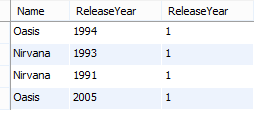 Name ReleaseYear ReleaseYear
Oasis 1994 1
Nirvana 1993 1
Nirvana 1991 1
Oasis 2005 1